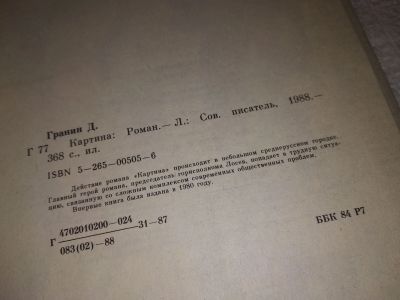 Гранин Д.
Г 77 Картина: Роман.— Л.: Сов. писатель, 1988.—
368 с., ил.
ISBN 5—265—00505—6
Действие романа «Картина» происходит в небольшом среднерусском городке.
Главный герой романа, председатель горисполкома Лосев, попадает в трудную ситуа-
цию, связанную со сложным комплексом современных общественных проблем.
Впервые книга была издана в 1980 году.
Г 4702010200—024 31—87
083(02)—88
ББК 84 Р7